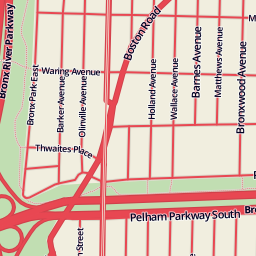 Bronx River Parkway
Boston Road
M
Waring Avenue
Bronx Park East
Barker Avenue
Olinville Avenue
Holland Avenue
Wallace Avenue
Barnes Avenue
Matthews Avenue
Bronxwood Avenue
Thwaites Place
Pelham Parkway South
Street